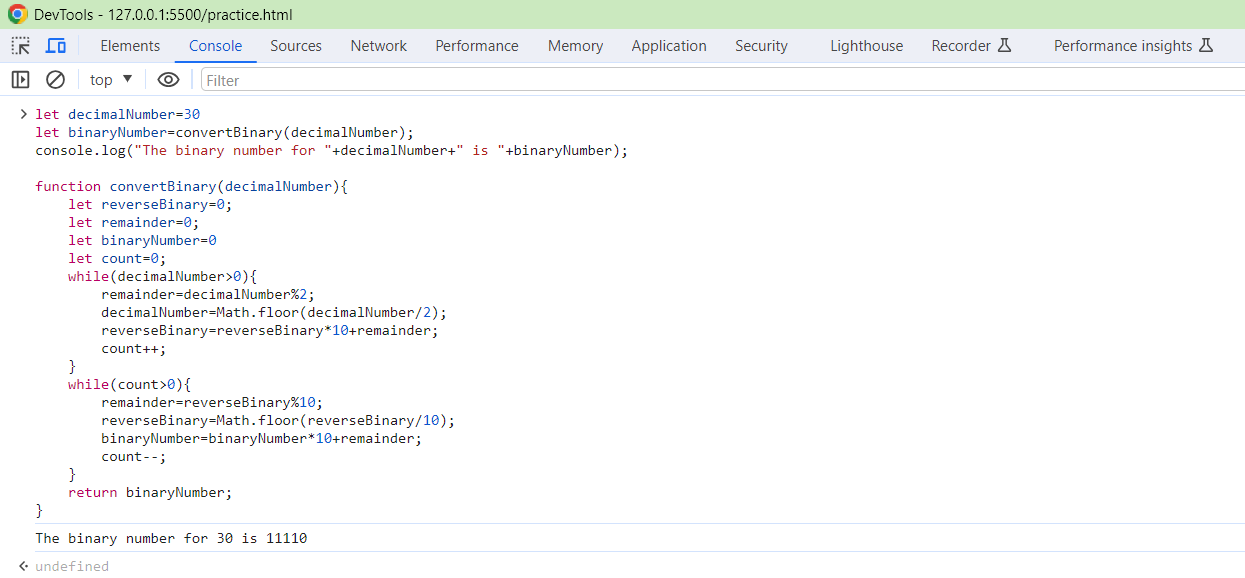 DevTools - 127.0.0.1:5500/practice.html
Elements Console Sources Network Performance Memory Application Security Lighthouse Recorder Performance insights
top ▼ Filter
> let decimalNumber=30
let binaryNumber=convertBinary(decimalNumber);
console.log("The binary number for "+decimalNumber+" is "+binaryNumber);
function convertBinary(decimalNumber){
    let reverseBinary=0;
    let remainder=0;
    let binaryNumber=0
    let count=0;
    while(decimalNumber>0){
        remainder=decimalNumber%2;
        decimalNumber=Math.floor(decimalNumber/2);
        reverseBinary=reverseBinary*10+remainder;
        count++;
    }
    while(count>0){
        remainder=reverseBinary%10;
        reverseBinary=Math.floor(reverseBinary/10);
        binaryNumber=binaryNumber*10+remainder;
        count--;
    }
    return binaryNumber;
}
The binary number for 30 is 11110
undefined